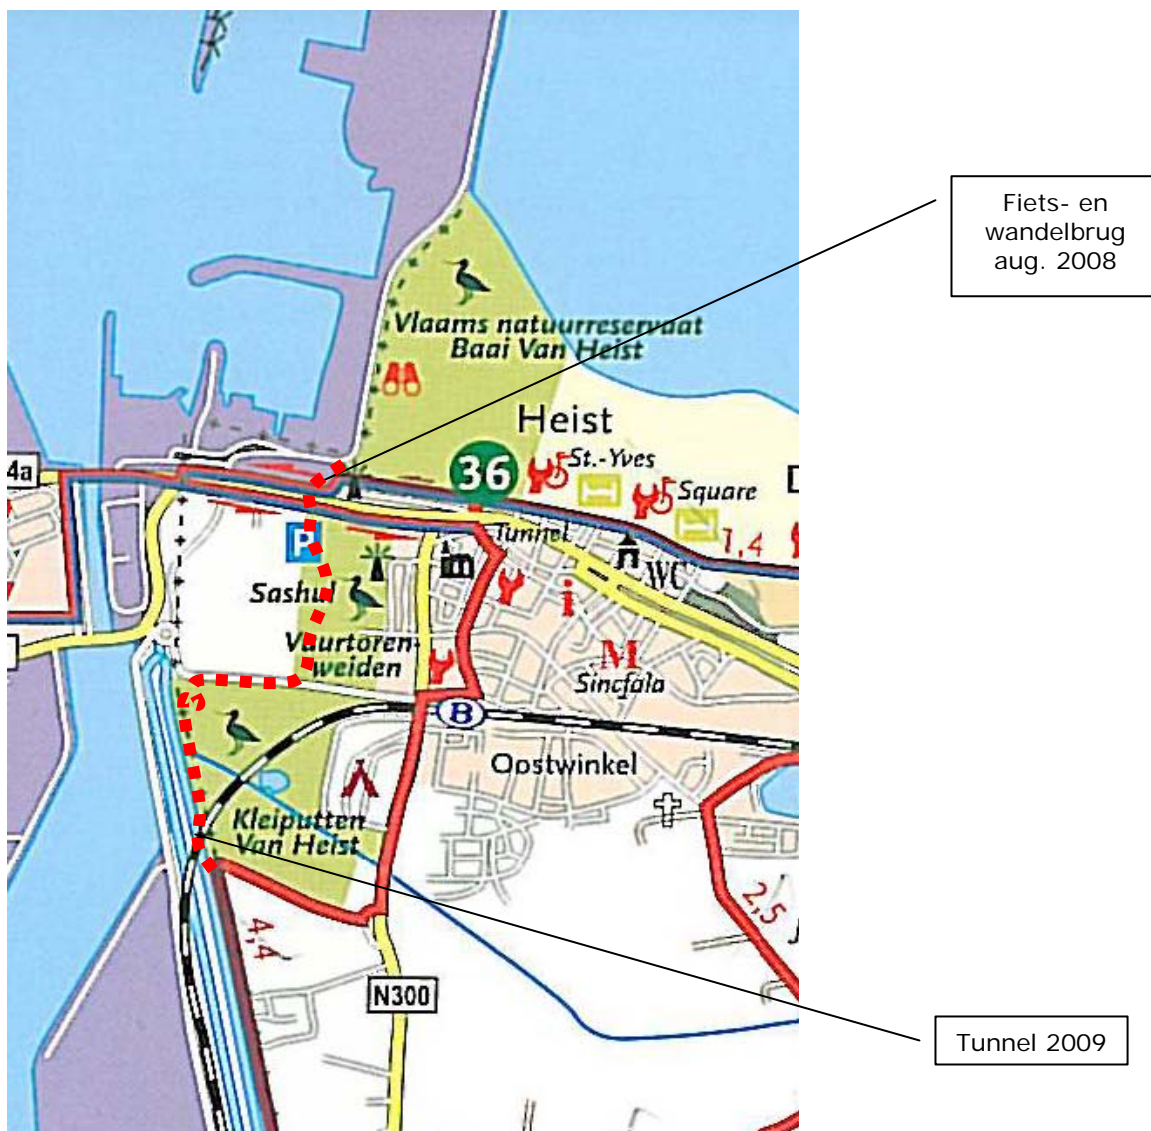 Fiets- en
wandelbrug
aug. 2008
Vlaams natuurreservaat
Baai Van Heist
Heist
4a
36
St.-Yves
Square
D
1,4
Tunnel
P
WC
Sashul
i
Vuurtoren-
weiden
M
Sincfala
B
Oostwinkel
Kleiputten
Van Heist
2,5
4,4
N300
Tunnel 2009